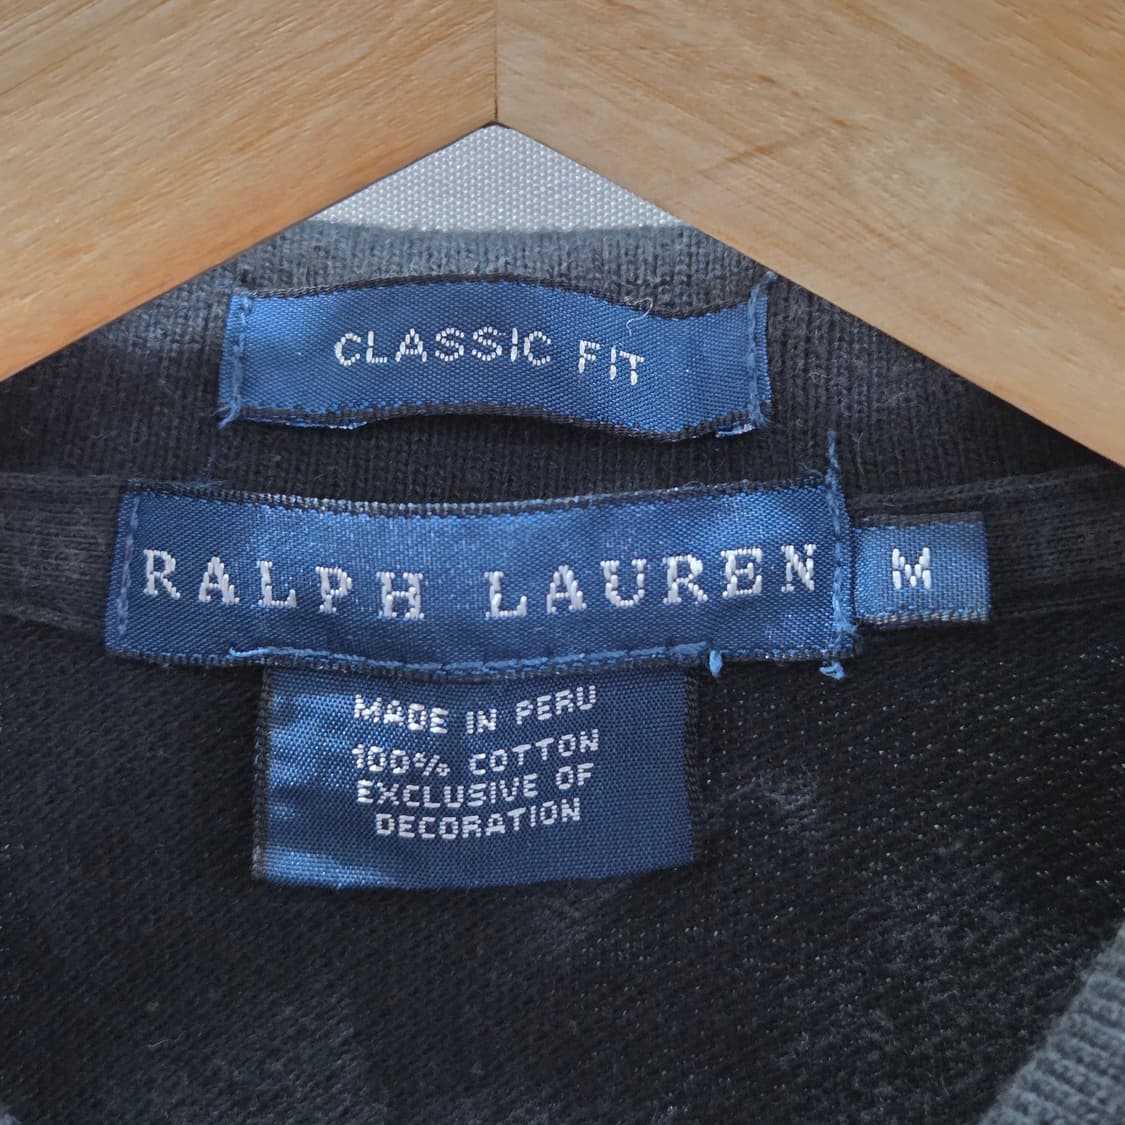 CLASSIC FIT
RALPH LAUREN
M
MADE IN PERU
100% COTTON
EXCLUSIVE OF
DECORATION